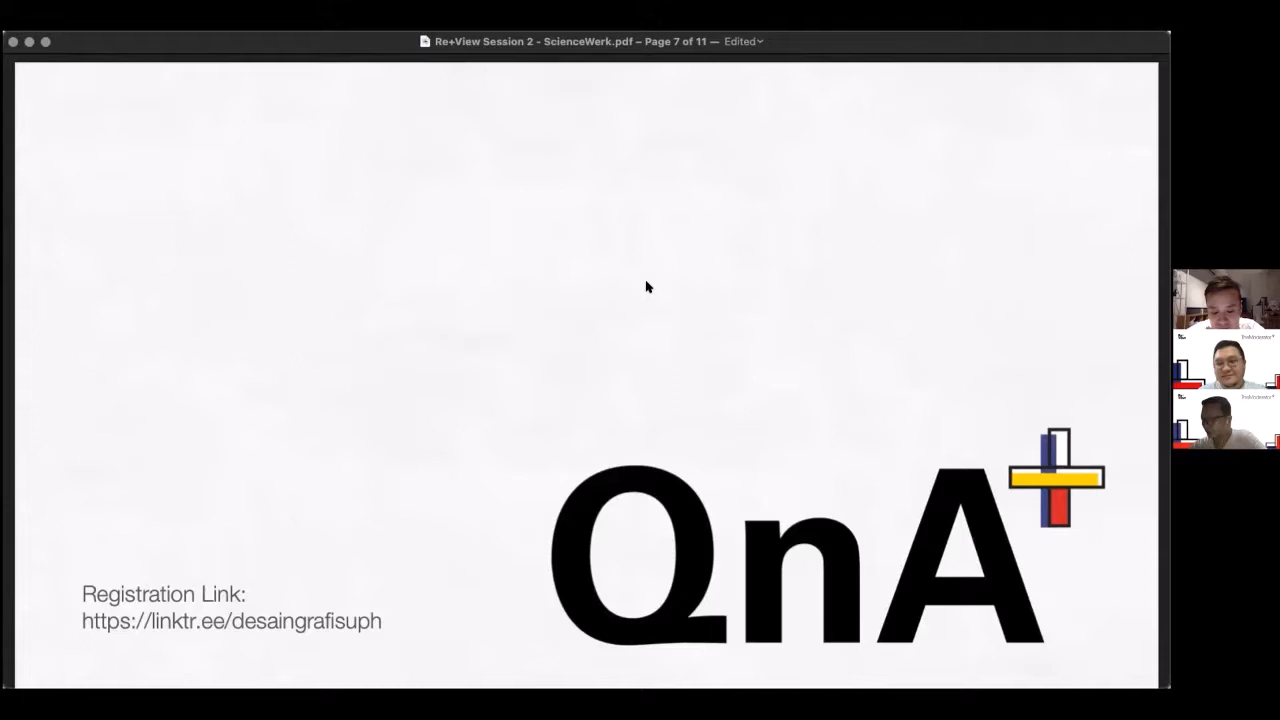 Re+View Session 2 - ScienceWerk.pdf – Page 7 of 11 — Edited
QnA
Registration Link:
https://linktr.ee/desaingrafisuph